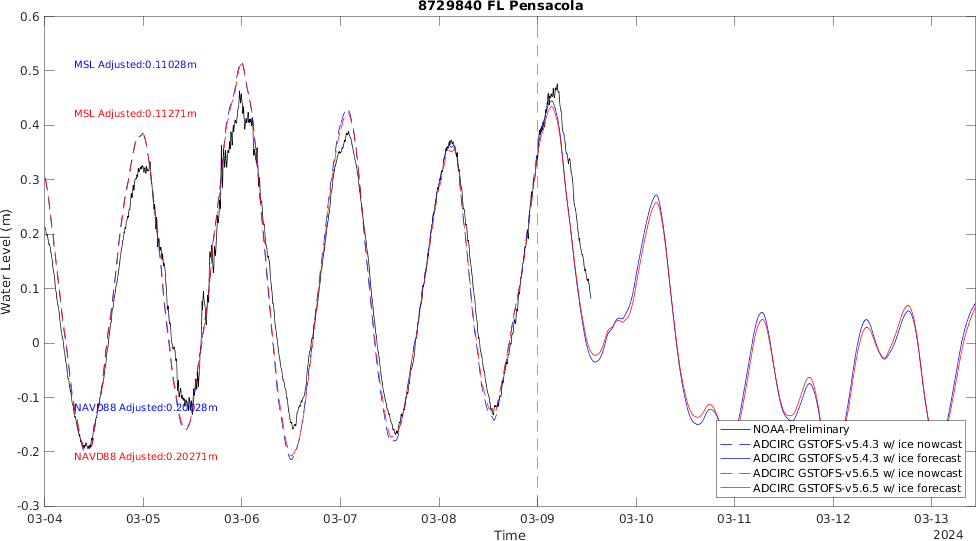 8729840 FL Pensacola
0.6
0.5
0.4
0.3
0.2
0.1
0
-0.1
-0.2
-0.3
Water Level (m)
MSL Adjusted:0.11028m
MSL Adjusted:0.11271m
NAVD88 Adjusted:0.20028m
NAVD88 Adjusted:0.20271m
NOAA-Preliminary
ADCIRC GSTOFS-v5.4.3 w/ ice nowcast
ADCIRC GSTOFS-v5.4.3 w/ ice forecast
ADCIRC GSTOFS-v5.6.5 w/ ice nowcast
ADCIRC GSTOFS-v5.6.5 w/ ice forecast
03-04 03-05 03-06 03-07 03-08 03-09 03-10 03-11 03-12 03-13
Time
2024